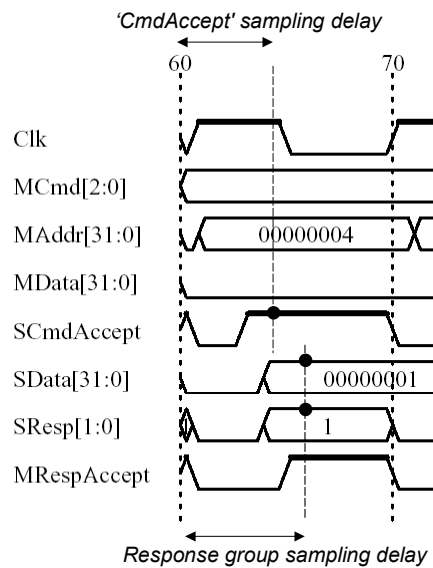 ‘CmdAccept' sampling delay
60 70
Clk
MCmd[2:0]
MAddr[31:0] 00000004
MData[31:0]
SCmdAccept
SData[31:0] 00000001
SResp[1:0] 1
MRespAccept
Response group sampling delay